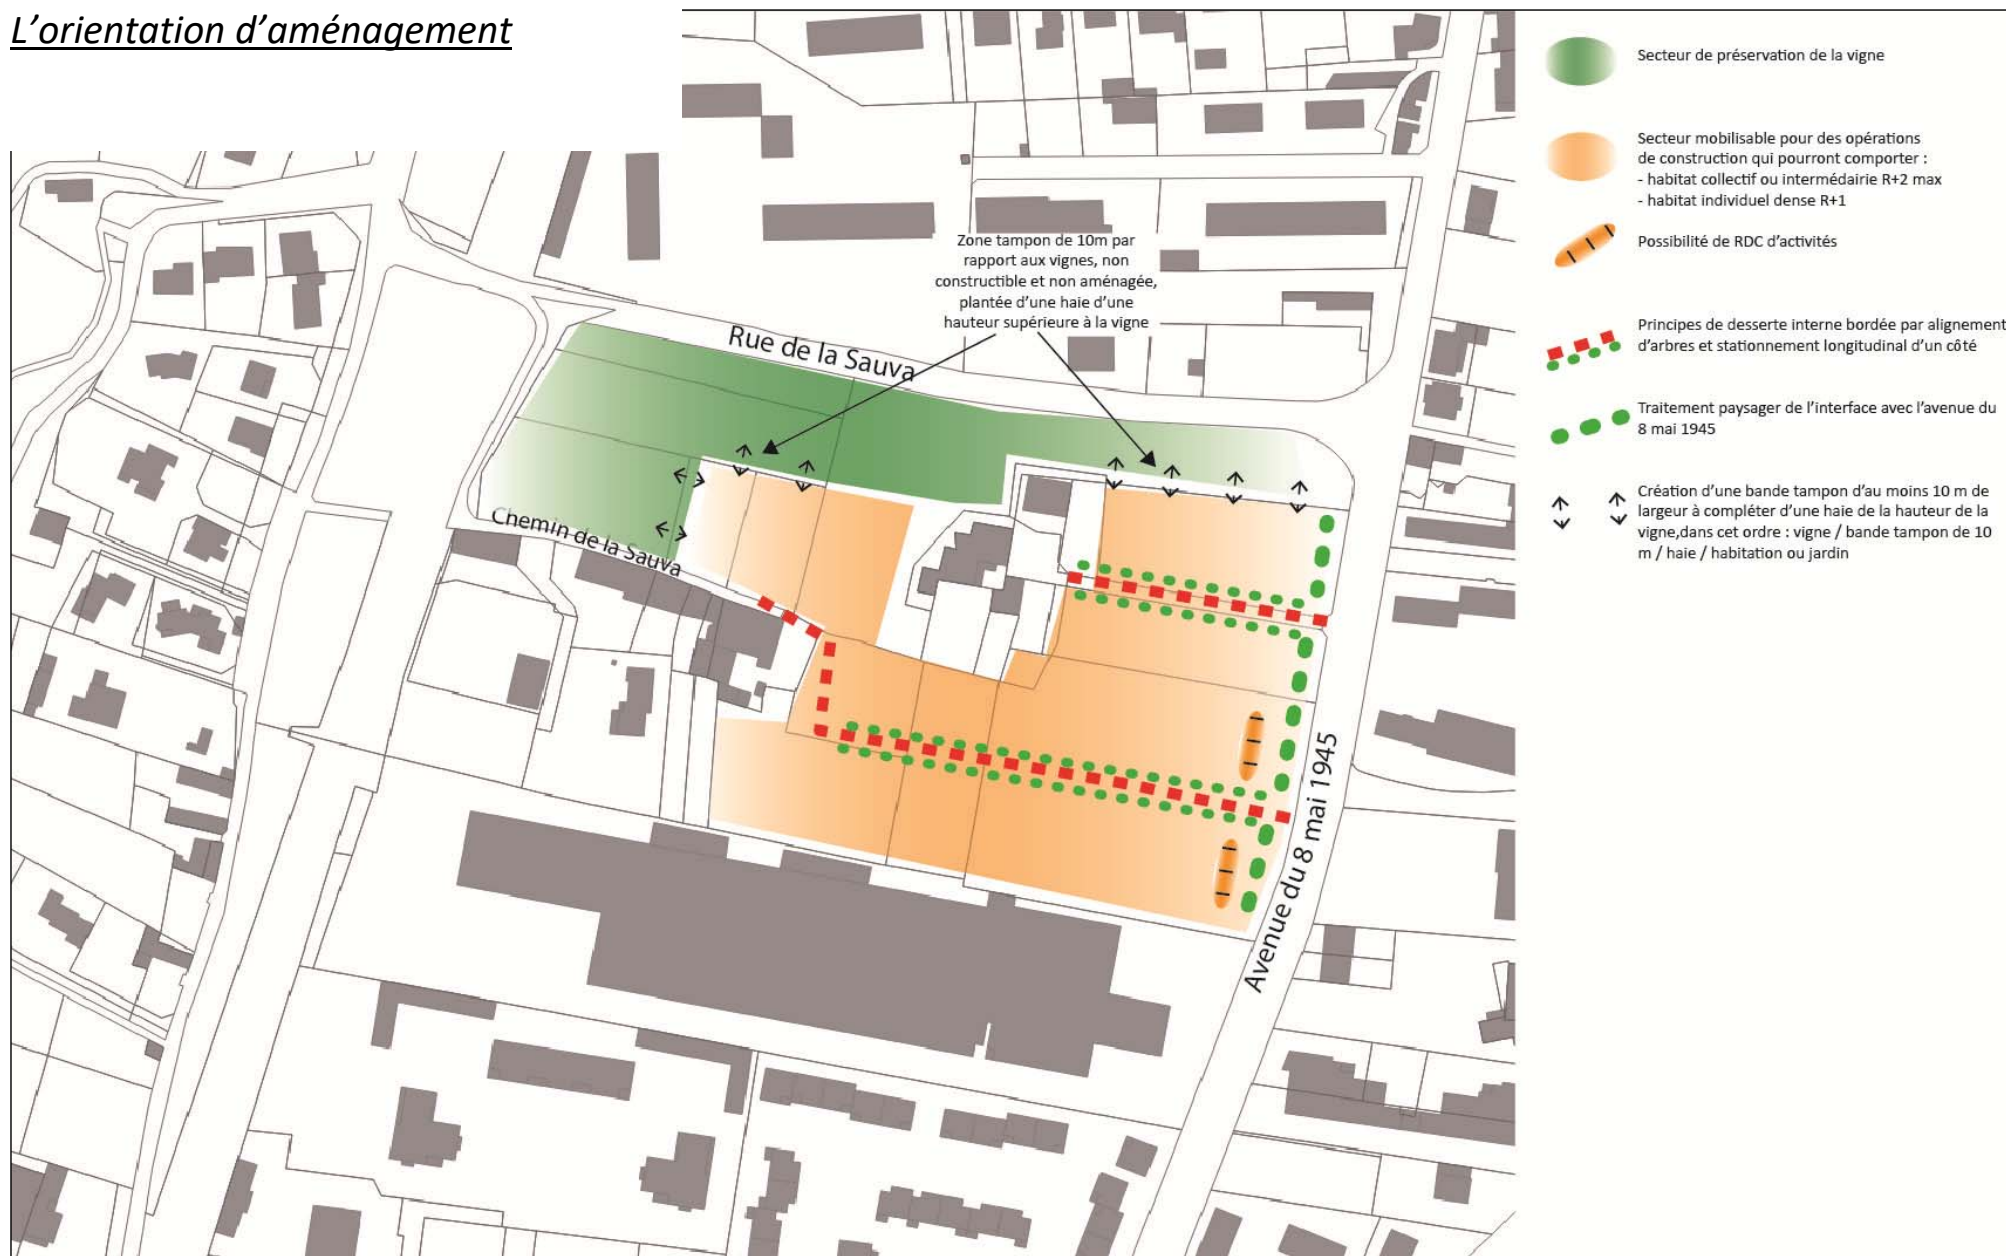 L’orientation d’aménagement
Zone tampon de 10m par
rapport aux vignes, non
constructible et non aménagée,
plantée d’une haie d’une
hauteur supérieure à la vigne
Rue de la Sauva
Chemin de la Sauva
Avenue du 8 mai 1945
Secteur de préservation de la vigne
Secteur mobilisable pour des opérations
de construction qui pourront comporter :
- habitat collectif ou intermédairie R+2 max
- habitat individuel dense R+1
Possibilité de RDC d’activités
Principes de desserte interne bordée par alignement
d’arbres et stationnement longitudinal d’un côté
Traitement paysager de l’interface avec l’avenue du
8 mai 1945
Création d’une bande tampon d’au moins 10 m de
largeur à compléter d’une haie de la hauteur de la
vigne,dans cet ordre : vigne / bande tampon de 10
m / haie / habitation ou jardin